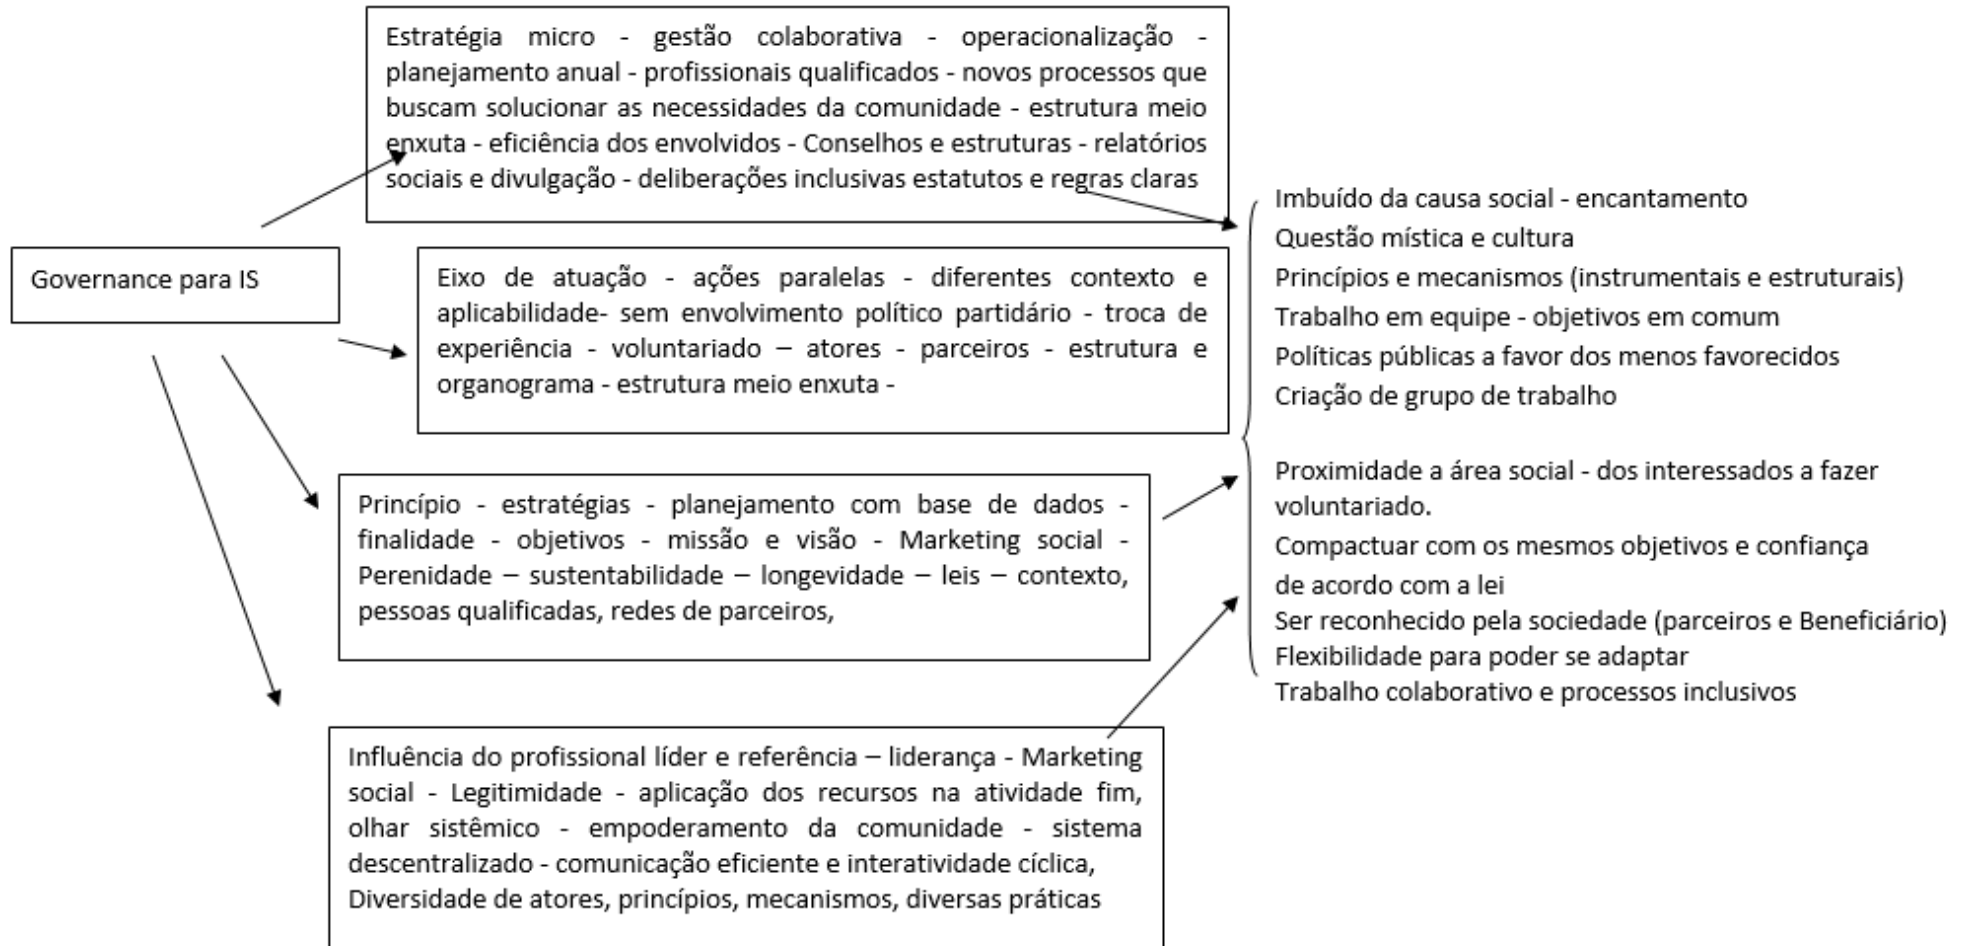 Estratégia micro - gestão colaborativa - operacionalização -
planejamento anual - profissionais qualificados - novos processos que
buscam solucionar as necessidades da comunidade - estrutura meio
enxuta - eficiência dos envolvidos - Conselhos e estruturas - relatórios
sociais e divulgação - deliberações inclusivas estatutos e regras claras
Governance para IS
Eixo de atuação - ações paralelas - diferentes contexto e
aplicabilidade- sem envolvimento político partidário - troca de
experiência - voluntariado – atores - parceiros - estrutura e
organograma - estrutura meio enxuta -
Princípio - estratégias - planejamento com base de dados -
finalidade - objetivos - missão e visão - Marketing social -
Perenidade – sustentabilidade – longevidade – leis – contexto,
pessoas qualificadas, redes de parceiros,
Influência do profissional líder e referência – liderança - Marketing
social - Legitimidade - aplicação dos recursos na atividade fim,
olhar sistêmico - empoderamento da comunidade - sistema
descentralizado - comunicação eficiente e interatividade cíclica,
Diversidade de atores, princípios, mecanismos, diversas práticas
Imbuído da causa social - encantamento
Questão mística e cultura
Princípios e mecanismos (instrumentais e estruturais)
Trabalho em equipe - objetivos em comum
Políticas públicas a favor dos menos favorecidos
Criação de grupo de trabalho
Proximidade a área social - dos interessados a fazer
voluntariado.
Compactuar com os mesmos objetivos e confiança
de acordo com a lei
Ser reconhecido pela sociedade (parceiros e Beneficiário)
Flexibilidade para poder se adaptar
Trabalho colaborativo e processos inclusivos